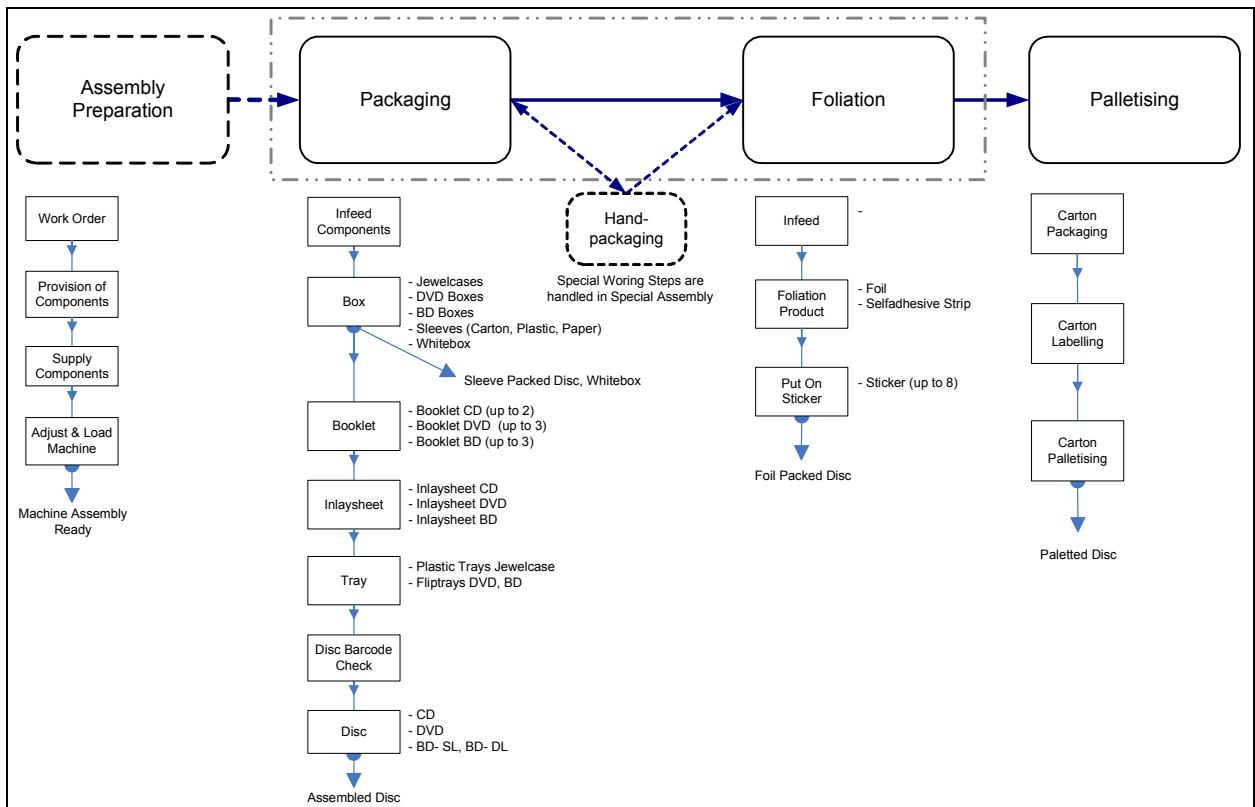 Assembly
Preparation
Packaging
Foliation
Palletising
Hand-
packaging
Special Woring Steps are
handled in Special Assembly
Work Order
Provision of
Components
Supply
Components
Adjust & Load
Machine
Machine Assembly
Ready
Infeed
Components
Box
- Jewelcases
- DVD Boxes
- BD Boxes
- Sleeves (Carton, Plastic, Paper)
- Whitebox
Sleeve Packed Disc, Whitebox
Booklet
- Booklet CD (up to 2)
- Booklet DVD (up to 3)
- Booklet BD (up to 3)
Inlaysheet
- Inlaysheet CD
- Inlaysheet DVD
- Inlaysheet BD
Tray
- Plastic Trays Jewelcase
- Fliptrays DVD, BD
Disc Barcode
Check
Disc
- CD
- DVD
- BD- SL, BD- DL
Assembled Disc
Infeed
-
Foliation
Product
- Foil
- Selfadhesive Strip
Put On
Sticker
- Sticker (up to 8)
Foil Packed Disc
Carton
Packaging
Carton
Labelling
Carton
Palletising
Paletted Disc